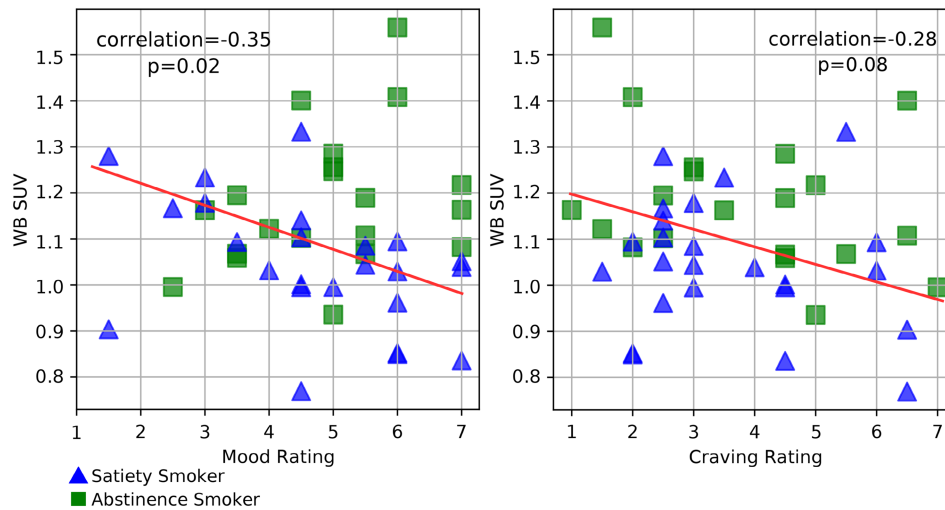 correlation=-0.35
p=0.02
WB SUV
1.5
1.4
1.3
1.2
1.1
1.0
0.9
0.8
1 2 3 4 5 6 7
Mood Rating
correlation=-0.28
p=0.08
WB SUV
1.5
1.4
1.3
1.2
1.1
1.0
0.9
0.8
1 2 3 4 5 6 7
Craving Rating
Satiety Smoker
Abstinence Smoker